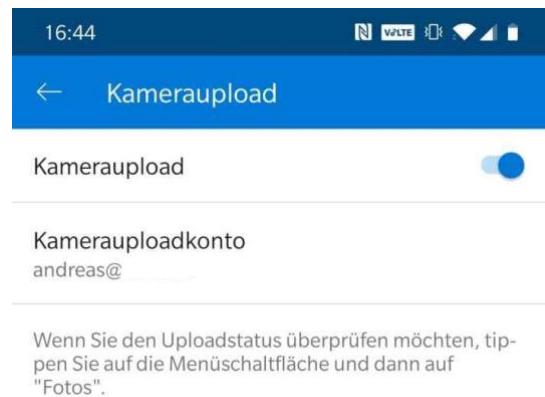 16:44 VoLTE
Kameraupload
Kameraupload
Kamerauploadkonto
andreas@
Wenn Sie den Uploadstatus überprüfen möchten, tip-
pen Sie auf die Menüschaltfläche und dann auf
"Fotos".